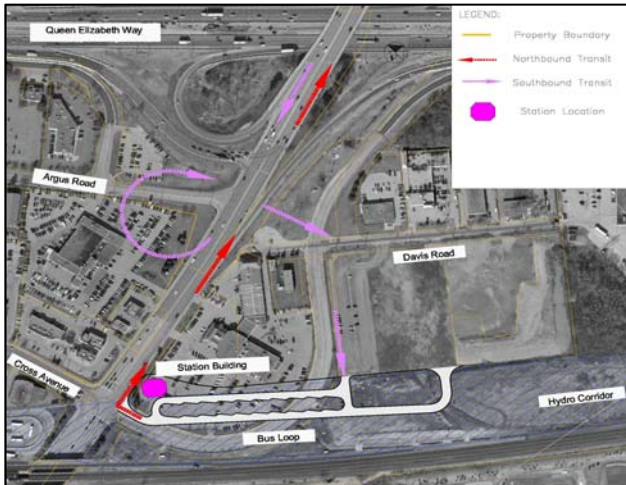 Queen Elizabeth Way
LEGEND:
Property Boundary
Northbound Transit
Southbound Transit
Station Location
Argus Road
Davis Road
Station Building
Cross Avenue
Hydro Corridor
Bus Loop